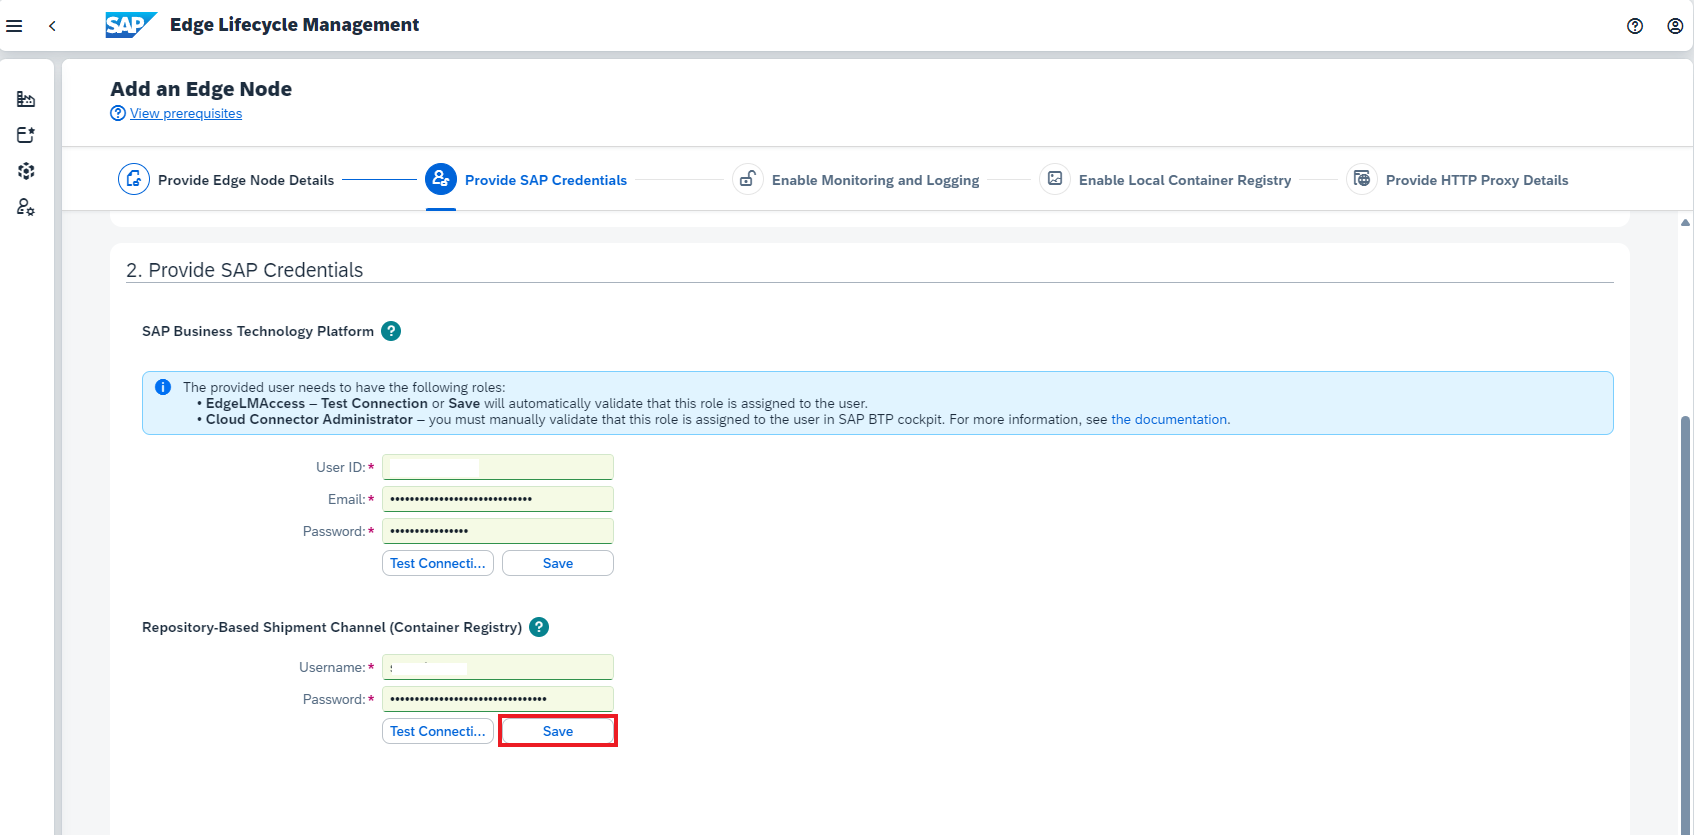 SAP Edge Lifecycle Management
Add an Edge Node
View prerequisites
Provide Edge Node Details
Provide SAP Credentials
Enable Monitoring and Logging
Enable Local Container Registry
Provide HTTP Proxy Details
2. Provide SAP Credentials
SAP Business Technology Platform ?
The provided user needs to have the following roles:
• EdgeLMAccess – Test Connection or Save will automatically validate that this role is assigned to the user.
• Cloud Connector Administrator – you must manually validate that this role is assigned to the user in SAP BTP cockpit. For more information, see the documentation.
User ID:*
Email:* •••••••••••••••••••••••••••••
Password:* ••••••••••••••••
Test Connecti... Save
Repository-Based Shipment Channel (Container Registry) ?
Username:*
Password:* ••••••••••••••••••••••••••••••••
Test Connecti... Save